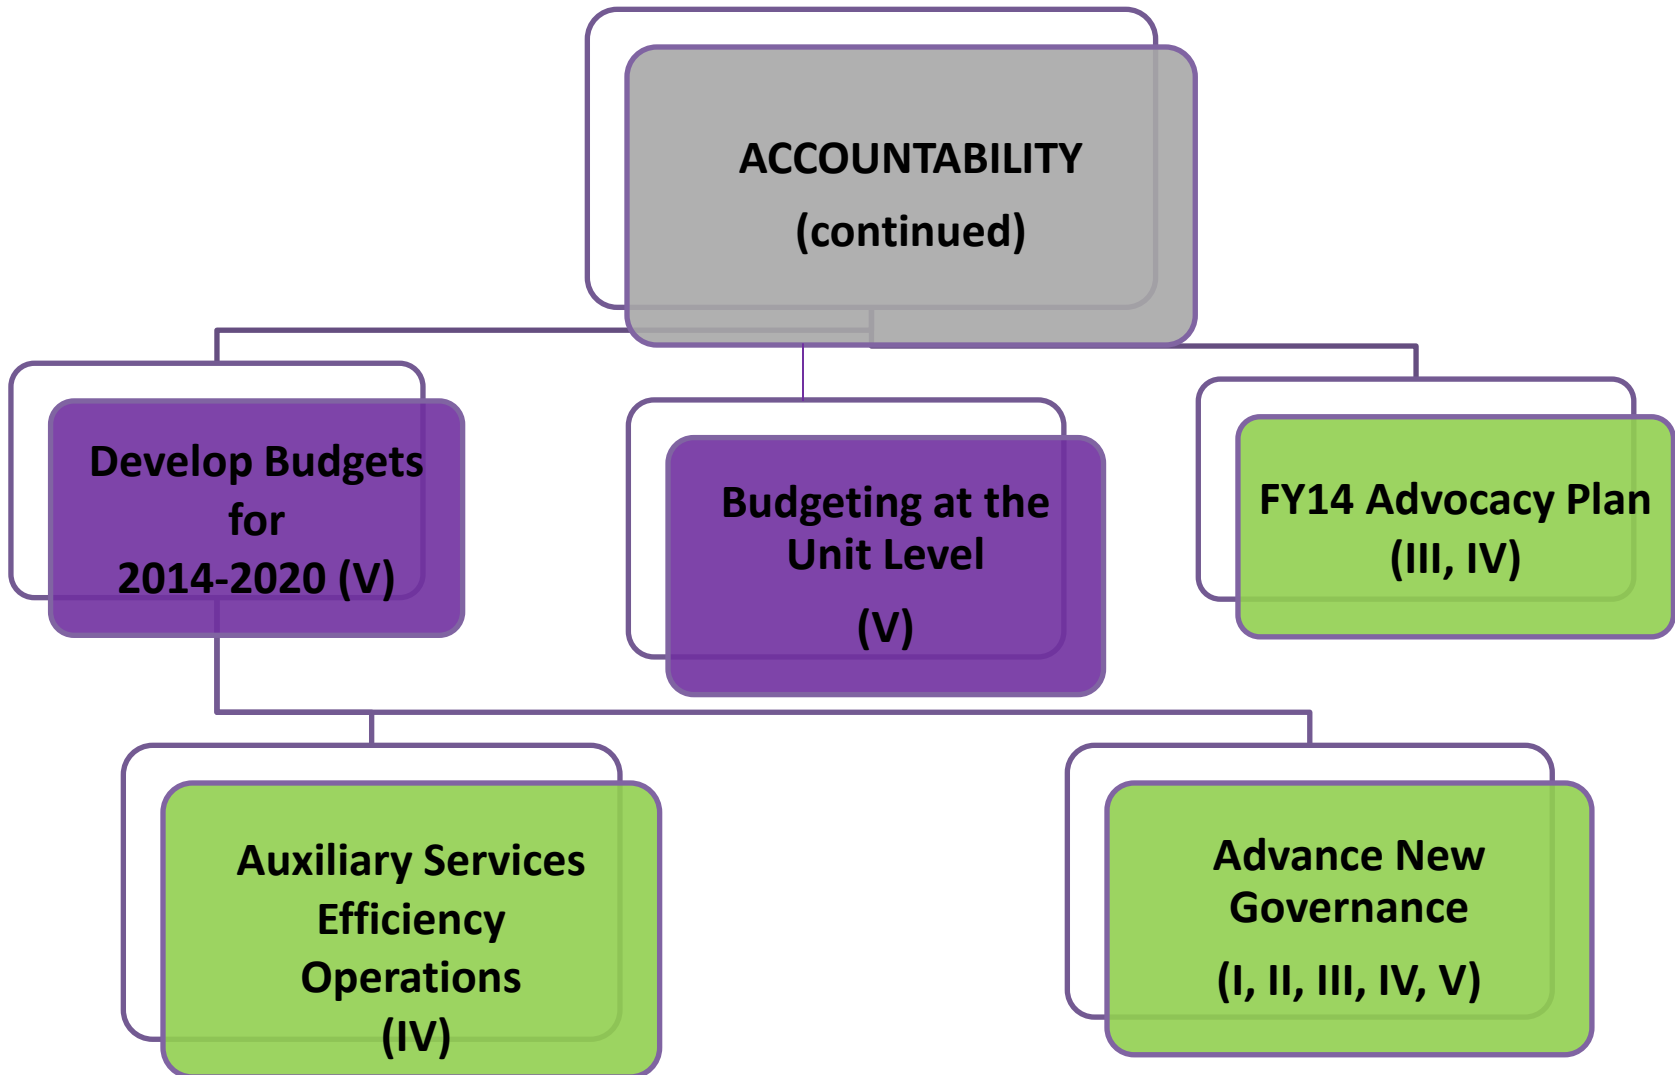 ACCOUNTABILITY
(continued)
Develop Budgets
for
2014-2020 (V)
Budgeting at the
Unit Level
(V)
FY14 Advocacy Plan
(III, IV)
Auxiliary Services
Efficiency
Operations
(IV)
Advance New
Governance
(I, II, III, IV, V)